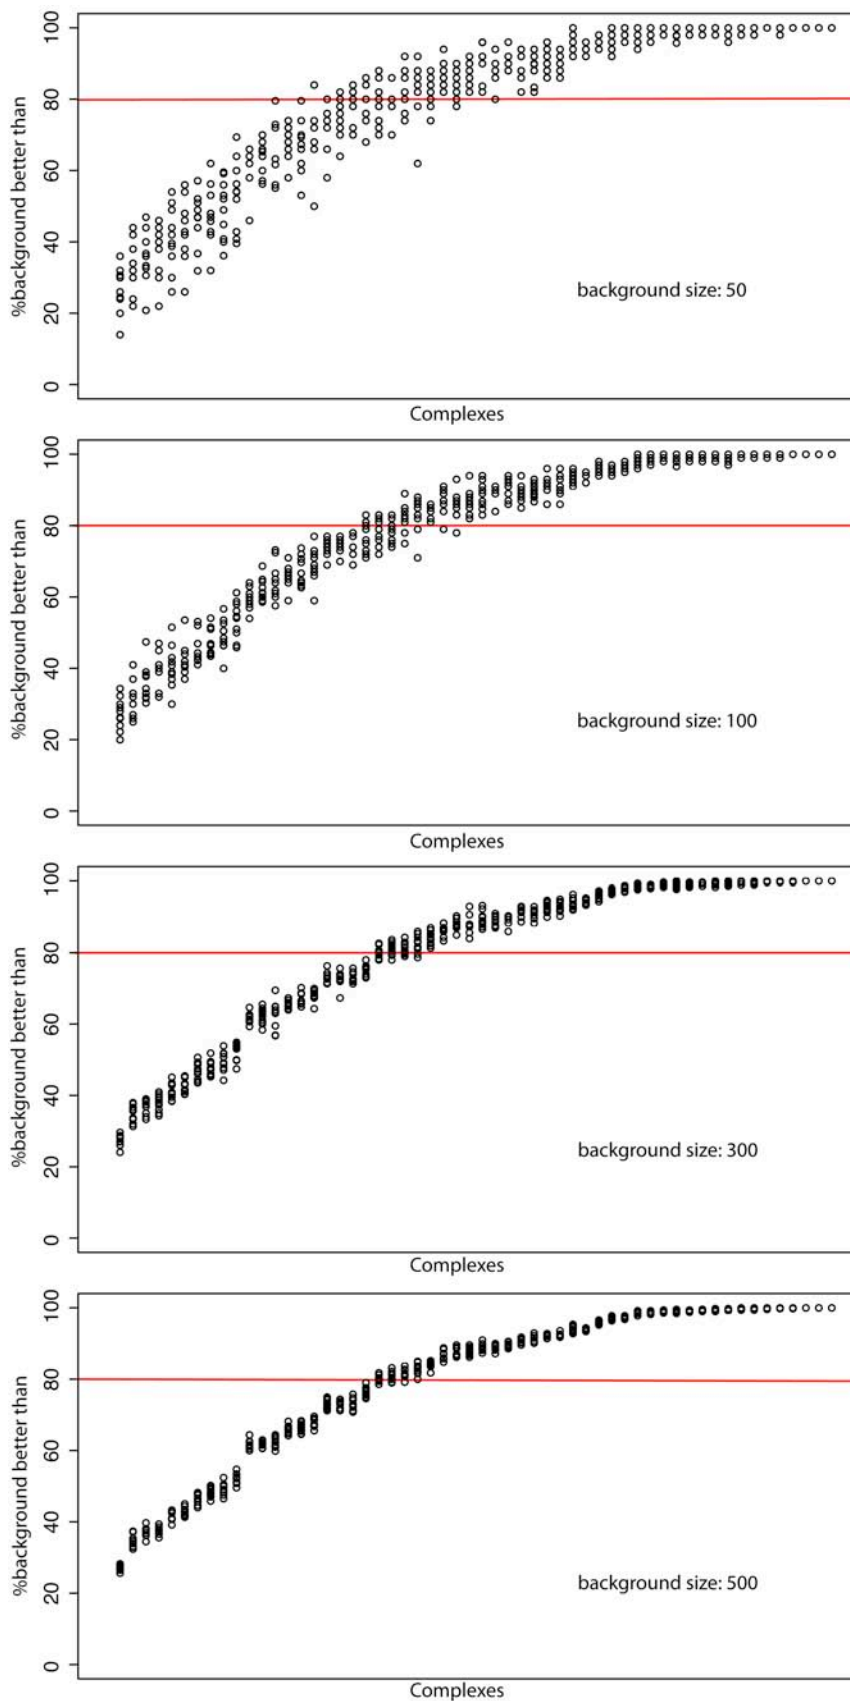 100
80
60
40
20
0
%background better than
background size: 50
Complexes
100
80
60
40
20
0
%background better than
background size: 100
Complexes
100
80
60
40
20
0
%background better than
background size: 300
Complexes
100
80
60
40
20
0
%background better than
background size: 500
Complexes